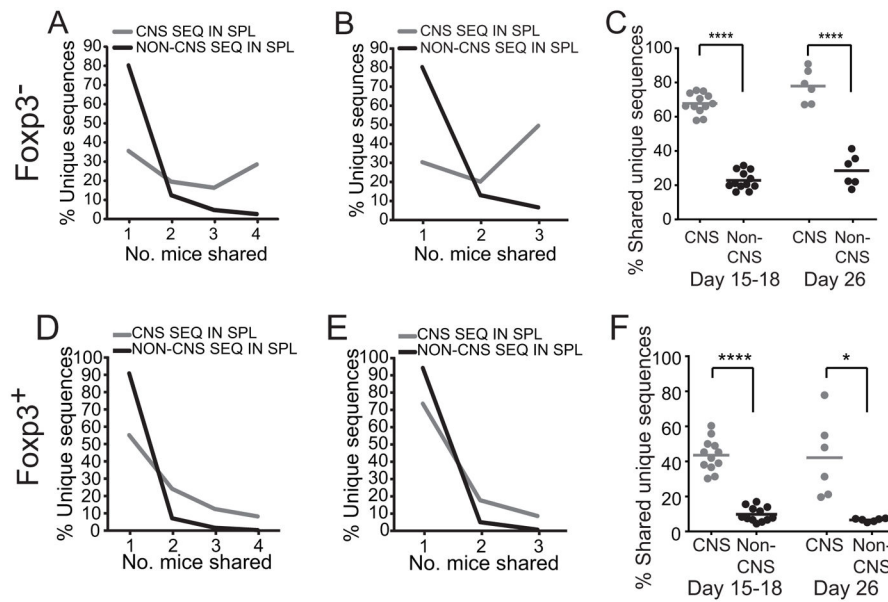 A
CNS SEQ IN SPL
NON-CNS SEQ IN SPL
% Unique sequences
90
80
70
60
50
40
30
20
10
0
1 2 3 4
No. mice shared
B
CNS SEQ IN SPL
NON-CNS SEQ IN SPL
% Unique sequences
90
80
70
60
50
40
30
20
10
0
1 2 3
No. mice shared
C
% Shared unique sequences
100
80
60
40
20
0
**** ****
CNS Non-CNS CNS Non-CNS
Day 15-18 Day 26
Foxp3-
D
CNS SEQ IN SPL
NON-CNS SEQ IN SPL
% Unique sequences
100
90
80
70
60
50
40
30
20
10
0
1 2 3 4
No. mice shared
E
CNS SEQ IN SPL
NON-CNS SEQ IN SPL
% Unique sequences
100
90
80
70
60
50
40
30
20
10
0
1 2 3
No. mice shared
F
% Shared unique sequences
100
80
60
40
20
0
**** *
CNS Non-CNS CNS Non-CNS
Day 15-18 Day 26
Foxp3+